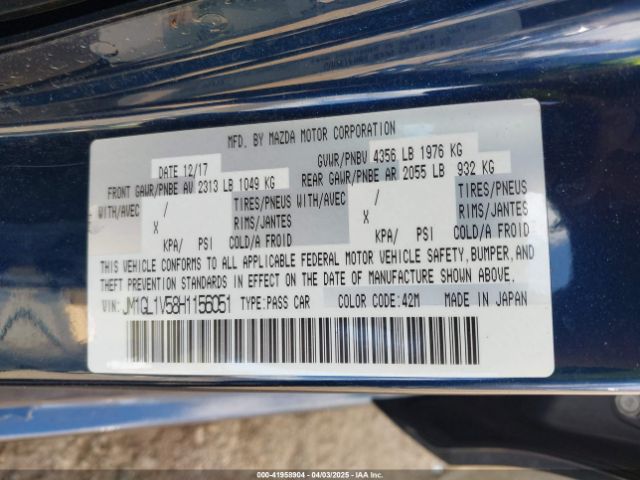 MFD. BY MAZDA MOTOR CORPORATION
DATE 12/17 GVWR/PNBV 4356 LB 1976 KG
FRONT GAWR/PNBE AV 2313 LB 1049 KG REAR GAWR/PNBE AR 2055 LB 932 KG
WITH/AVEC / TIRES/PNEUS WITH/AVEC / TIRES/PNEUS
X RIMS/JANTES X RIMS/JANTES
KPA/ PSI COLD/A FROID KPA/ PSI COLD/A FROID
THIS VEHICLE CONFORMS TO ALL APPLICABLE FEDERAL MOTOR VEHICLE SAFETY, BUMPER, AND
THEFT PREVENTION STANDARDS IN EFFECT ON THE DATE OF MANUFACTURE SHOWN ABOVE.
VIN: JM1GL1V58H1156051 TYPE:PASS CAR COLOR CODE:42M MADE IN JAPAN
00-41958904 - 04/03/2025 - COPYRIGHT IAA, LLC